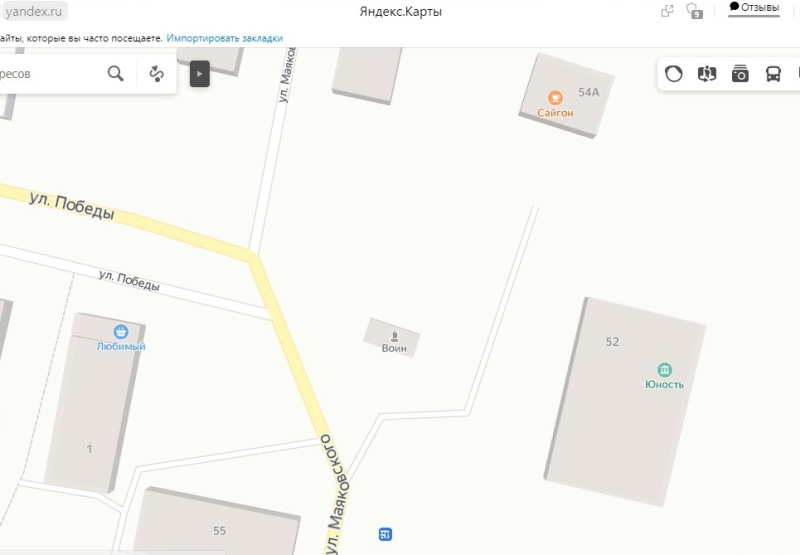 yandex.ru
Яндекс.Карты
Отзывы
9
айты, которые вы часто посещаете. Импортировать закладки
ресов
ул. Маяков
54А
Сайгон
ул. Победы
ул. Победы
Любимый
Воин
52
Юность
1
ул. Маяковского
55